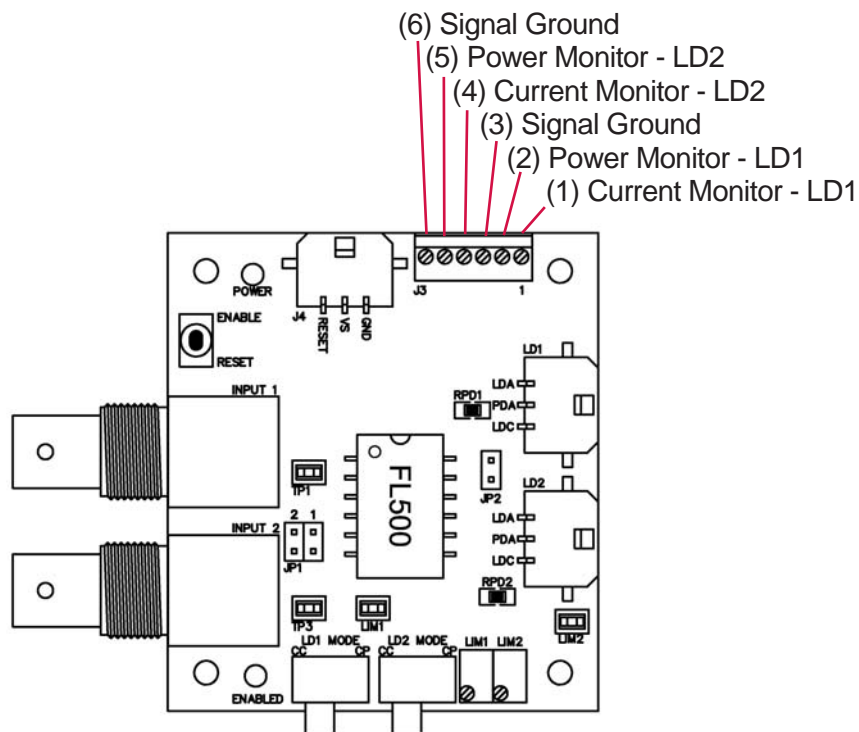 (6) Signal Ground
(5) Power Monitor - LD2
(4) Current Monitor - LD2
(3) Signal Ground
(2) Power Monitor - LD1
(1) Current Monitor - LD1
POWER
J4
RESET
VS
GND
J3
1
ENABLE
RESET
INPUT 1
LD1
LDA
PDA
LDC
RPD1
TP1
FL500
JP2
LD2
INPUT 2
2 1
JP1
LDA
PDA
LDC
RPD2
TP3
LIM1
LIM2
LD1 MODE
CC CP
LD2 MODE
CC CP
LIM1 LIM2
ENABLED